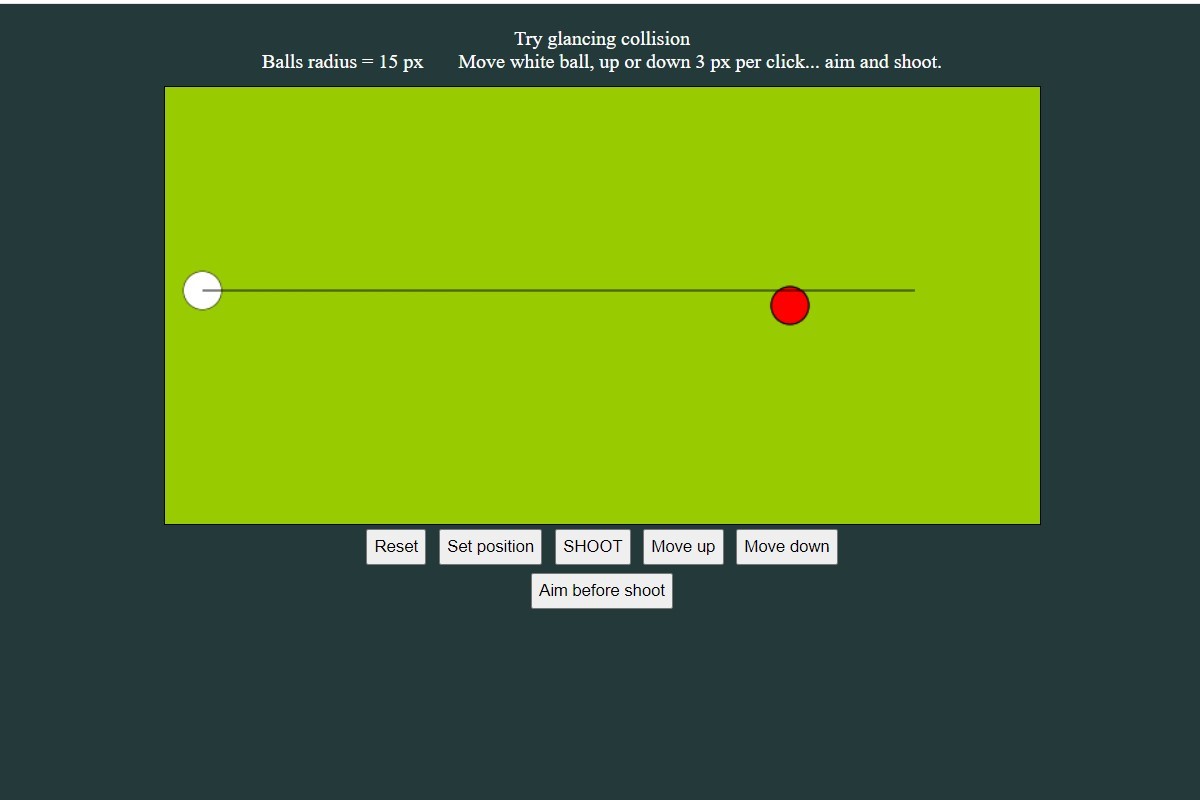 Try glancing collision
Balls radius = 15 px Move white ball, up or down 3 px per click... aim and shoot.
Reset Set position SHOOT Move up Move down
Aim before shoot